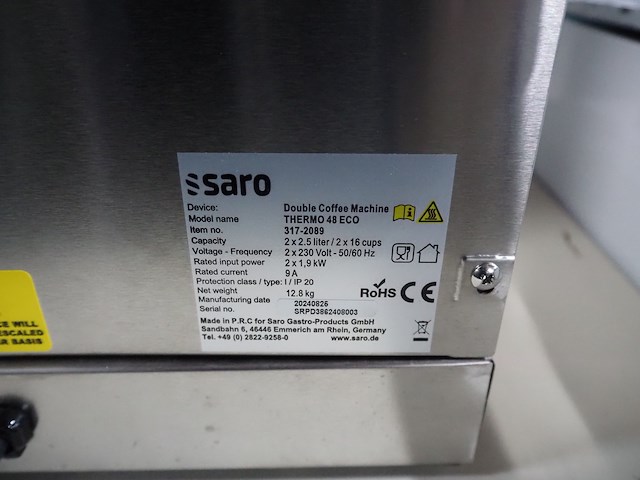 saro
Device: Double Coffee Machine
Model name THERMO 48 ECO
Item no. 317-2089
Capacity 2 x 2.5 liter / 2 x 16 cups
Voltage - Frequency 2 x 230 Volt - 50/60 Hz
Rated input power 2 x 1,9 kW
Rated current 9 A
Protection class / type: I / IP 20
Net weight 12.8 kg
Manufacturing date 20240826
Serial no. SRPD3862408003
RoHS CE
Made in P.R.C for Saro Gastro-Products GmbH
Sandbahn 6, 46446 Emmerich am Rhein, Germany
Tel. +49 (0) 2822-9258-0 www.saro.de
CE WILL
ESCALED
R BASIS